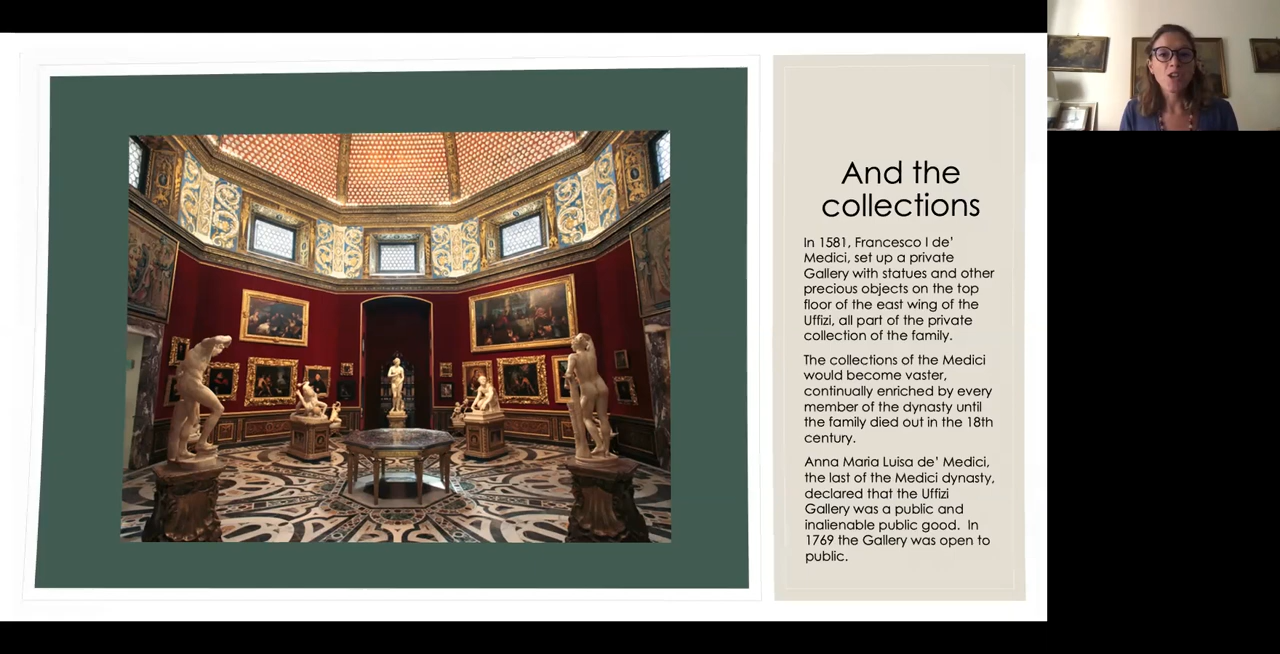 And the
collections
In 1581, Francesco I de’
Medici, set up a private
Gallery with statues and other
precious objects on the top
floor of the east wing of the
Uffizi, all part of the private
collection of the family.
The collections of the Medici
would become vaster,
continually enriched by every
member of the dynasty until
the family died out in the 18th
century.
Anna Maria Luisa de’ Medici,
the last of the Medici dynasty,
declared that the Uffizi
Gallery was a public and
inalienable public good.  In
1769 the Gallery was open to
public.